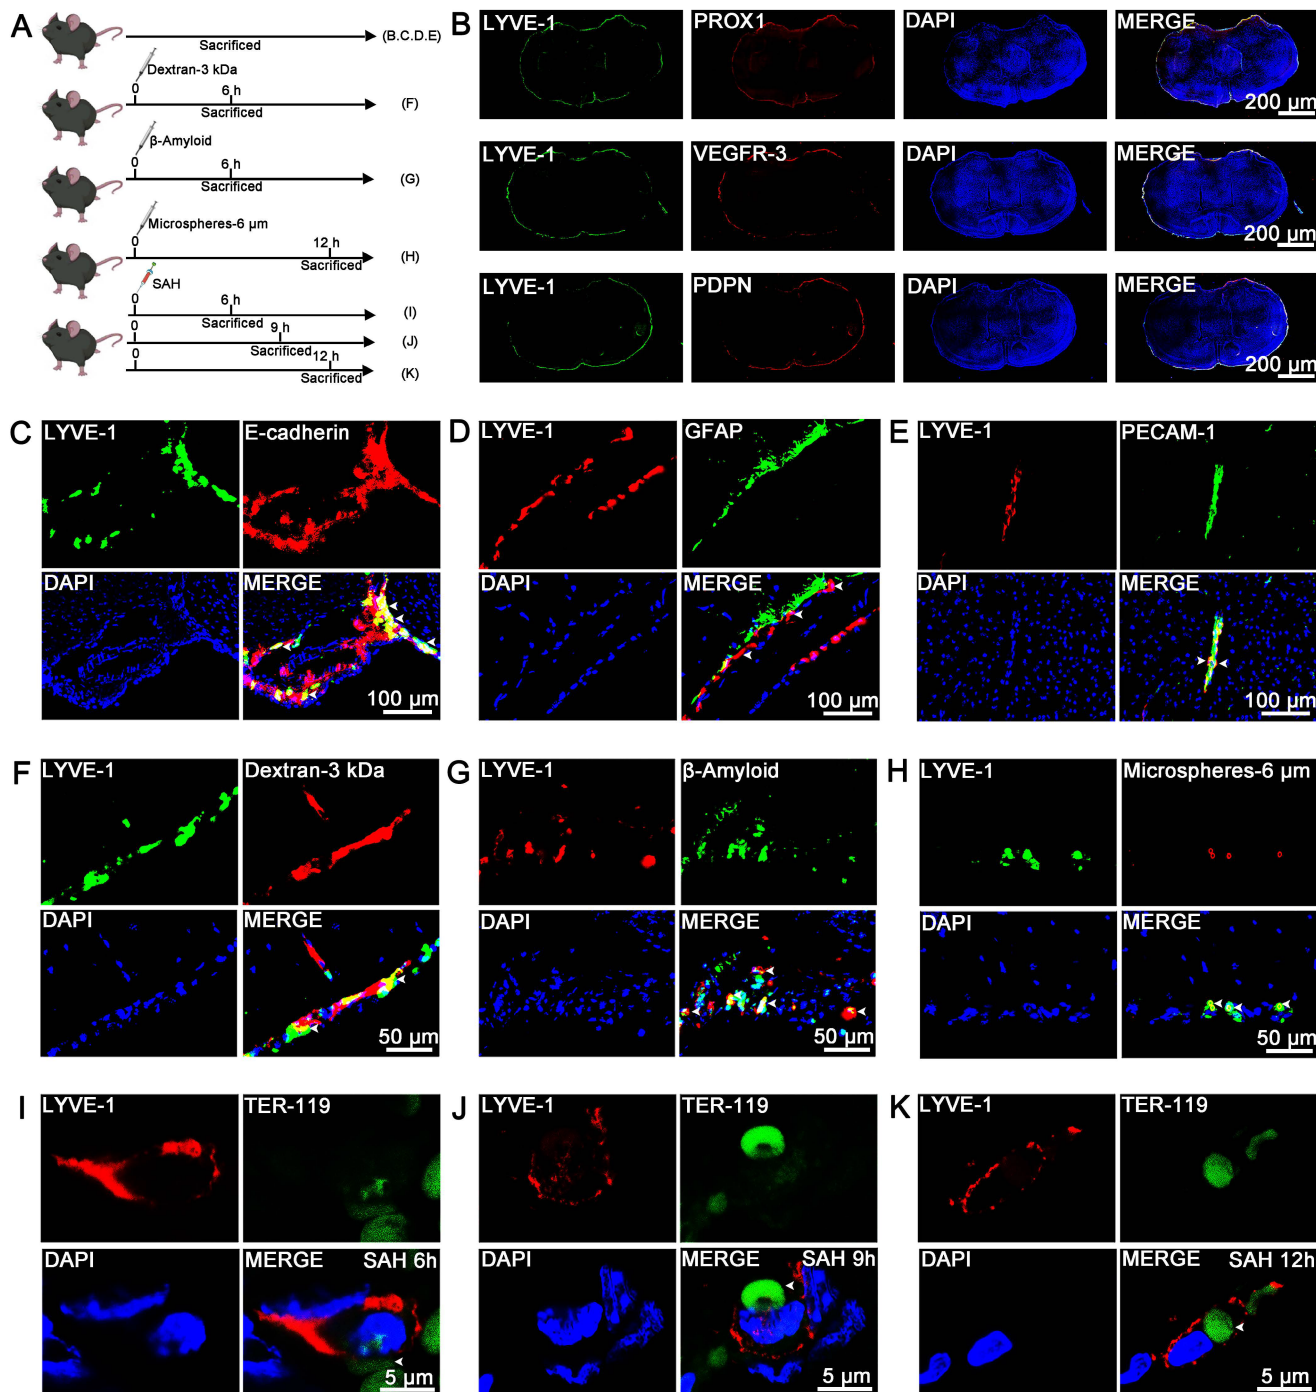 A
Sacrificed
(B.C.D.E)
Dextran-3 kDa
0
6 h
Sacrificed
(F)
β-Amyloid
0
6 h
Sacrificed
(G)
Microspheres-6 μm
0
12 h
Sacrificed
(H)
SAH
0
6 h
Sacrificed
(I)
0
9 h
Sacrificed
(J)
0
12 h
Sacrificed
(K)
B
LYVE-1
PROX1
DAPI
MERGE
200 μm
LYVE-1
VEGFR-3
DAPI
MERGE
200 μm
LYVE-1
PDPN
DAPI
MERGE
200 μm
C
LYVE-1
E-cadherin
DAPI
MERGE
100 μm
D
LYVE-1
GFAP
DAPI
MERGE
100 μm
E
LYVE-1
PECAM-1
DAPI
MERGE
100 μm
F
LYVE-1
Dextran-3 kDa
DAPI
MERGE
50 μm
G
LYVE-1
β-Amyloid
DAPI
MERGE
50 μm
H
LYVE-1
Microspheres-6 μm
DAPI
MERGE
50 μm
I
LYVE-1
TER-119
DAPI
MERGE
SAH 6h
5 μm
J
LYVE-1
TER-119
DAPI
MERGE
SAH 9h
5 μm
K
LYVE-1
TER-119
DAPI
MERGE
SAH 12h
5 μm